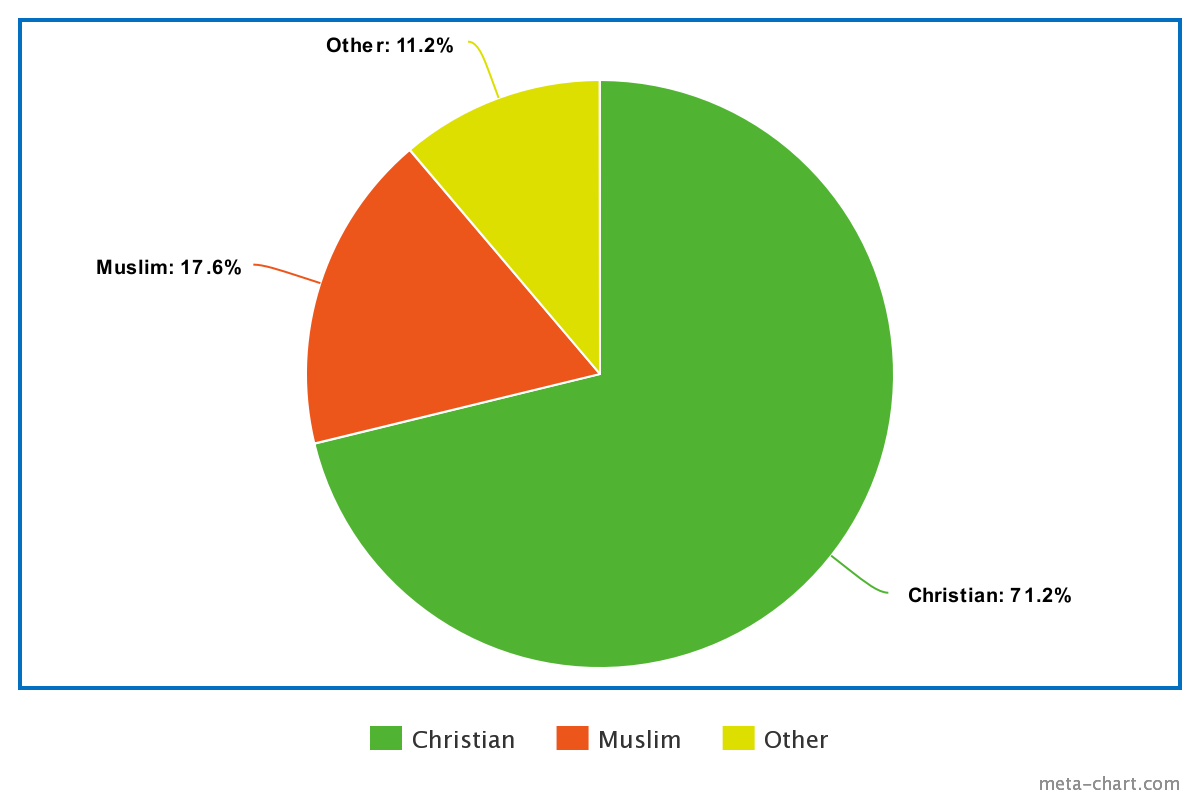 Other: 11.2%
Muslim: 17.6%
Christian: 71.2%
Christian Muslim Other
meta-chart.com